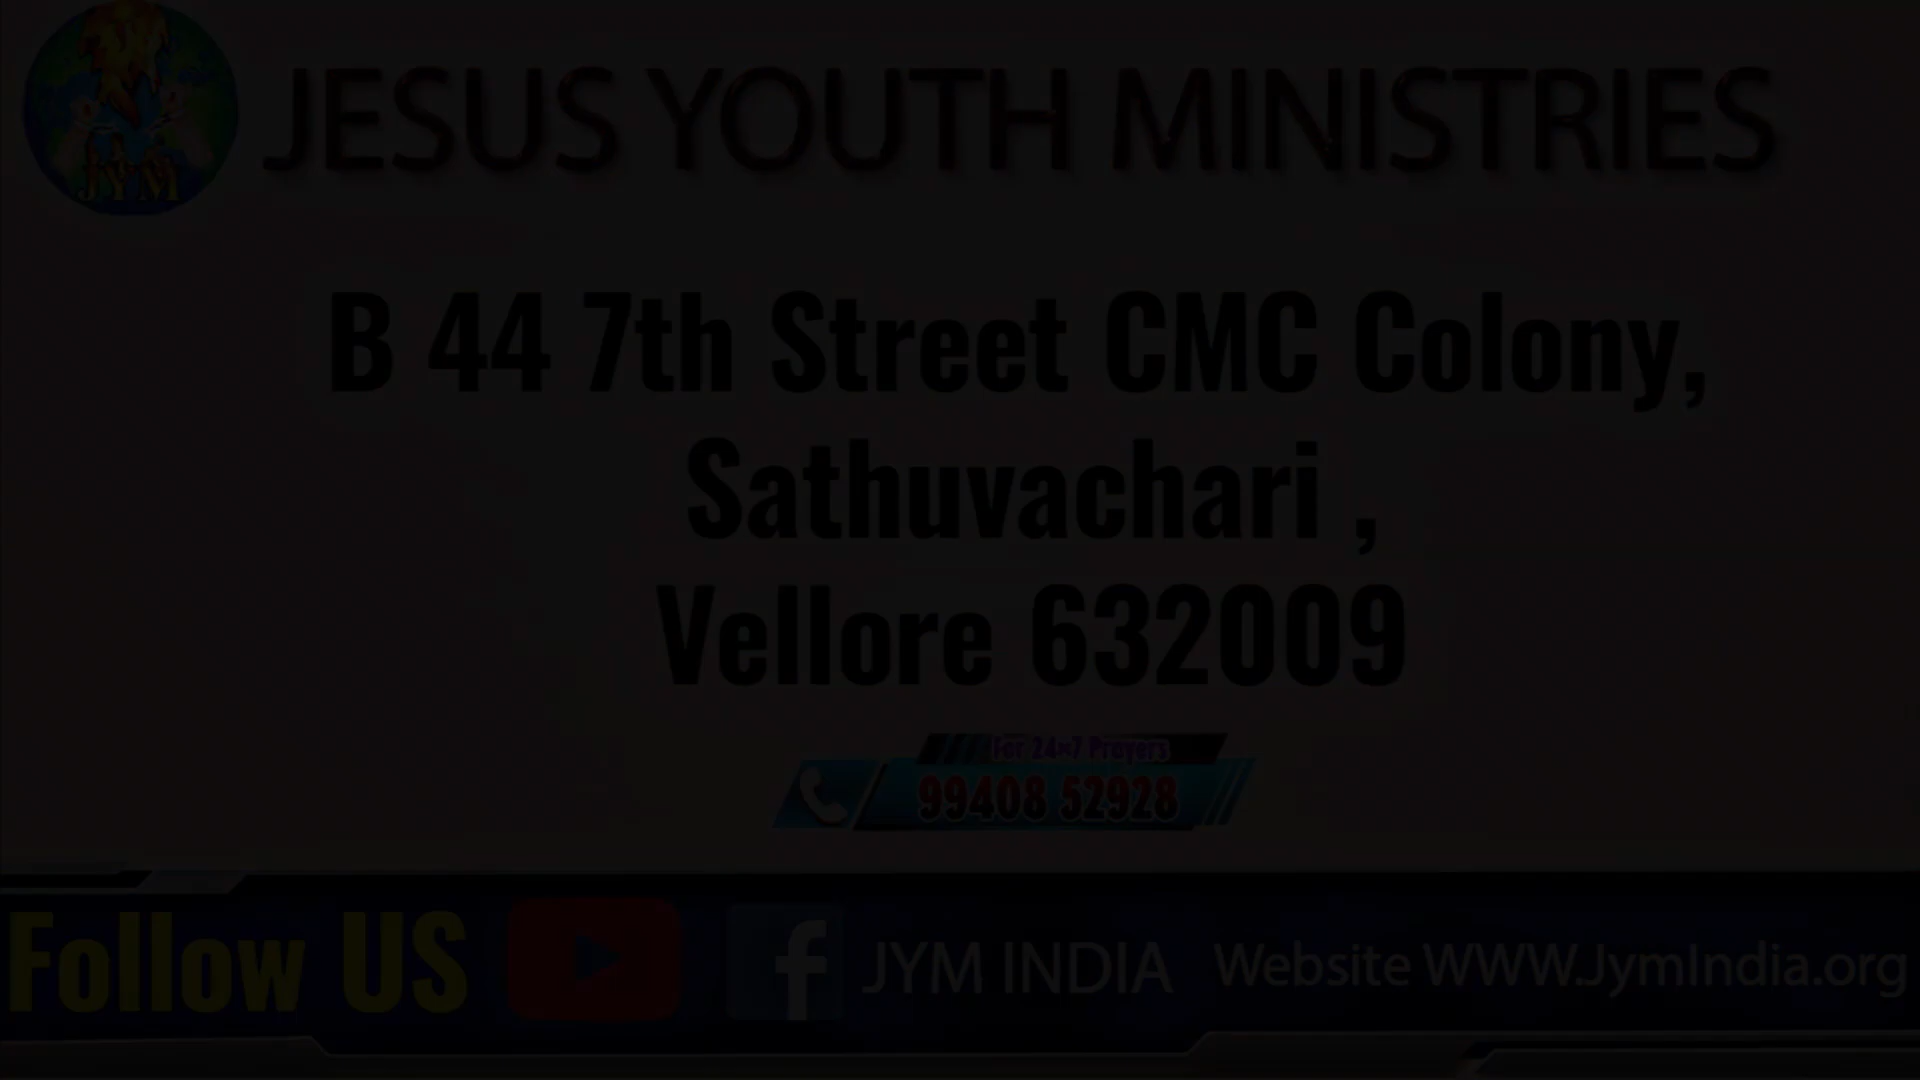 JYM
JESUS YOUTH MINISTRIES
B 44 7th Street CMC Colony,
Sathuvachari ,
Vellore 632009
For 24x7 Prayers
99408 52928
Follow US
f
JYM INDIA
Website WWW.JymIndia.org